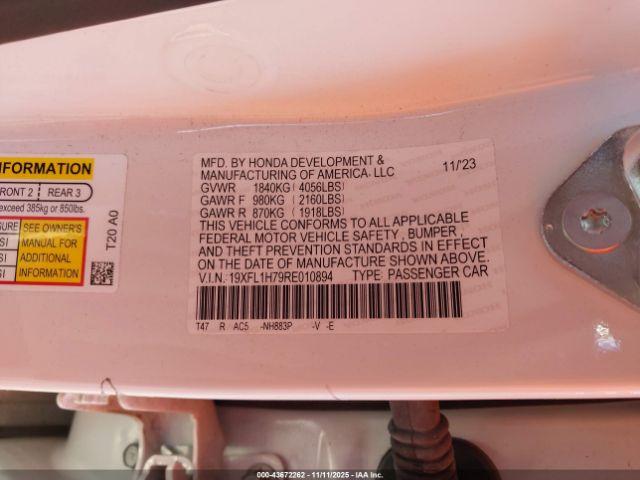 INFORMATION
FRONT 2 REAR 3
exceed 385kg or 850lbs.
SEE OWNER'S
MANUAL FOR
ADDITIONAL
INFORMATION
T20 A0
MFD. BY HONDA DEVELOPMENT & 11/23
MANUFACTURING OF AMERICA, LLC
GVWR 1840KG ( 4056LBS)
GAWR F 980KG ( 2160LBS)
GAWR R 870KG ( 1918LBS)
THIS VEHICLE CONFORMS TO ALL APPLICABLE
FEDERAL MOTOR VEHICLE SAFETY , BUMPER ,
AND THEFT PREVENTION STANDARDS IN EFFECT
ON THE DATE OF MANUFACTURE SHOWN ABOVE.
V.I.N. 19XFL1H79RE010894 TYPE: PASSENGER CAR
T47 R AC5 -NH883P -V -E
000-43672262 - 11/11/2025 - IAA Inc.